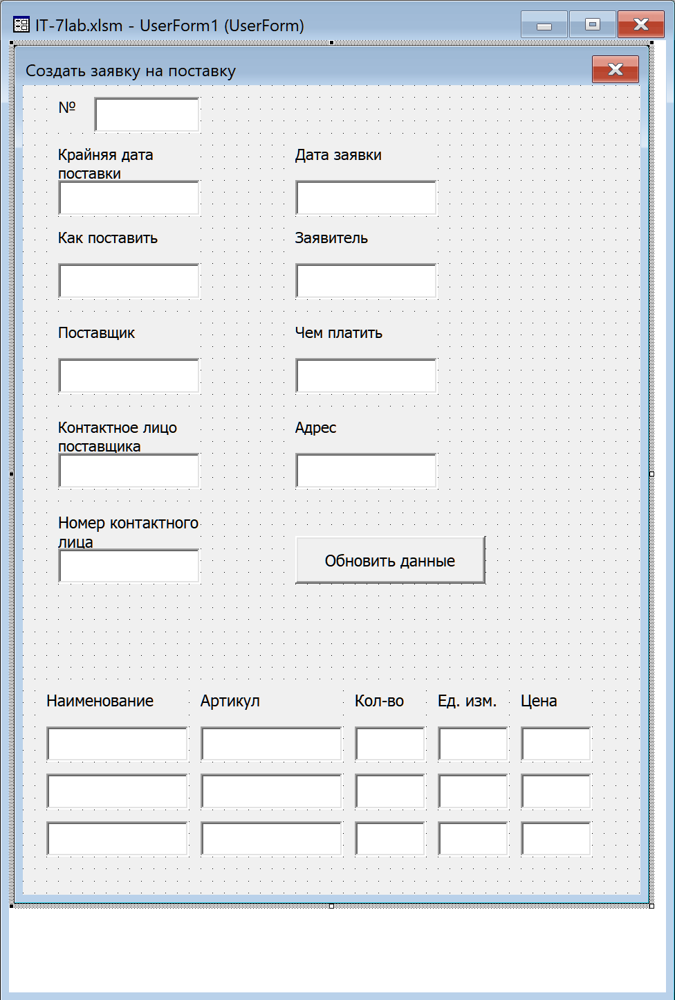 IT-7lab.xlsm - UserForm1 (UserForm)
Создать заявку на поставку
№
Крайняя дата
поставки
Дата заявки
Как поставить
Заявитель
Поставщик
Чем платить
Контактное лицо
поставщика
Адрес
Номер контактного
лица
Обновить данные
Наименование Артикул Кол-во Ед. изм. Цена